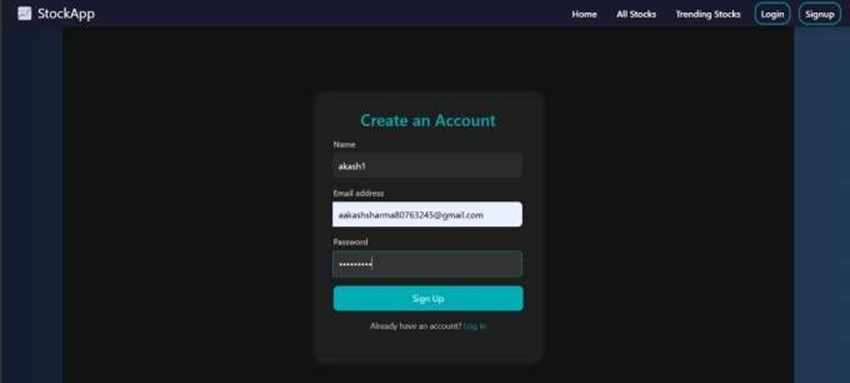 StockApp
Home All Stocks Trending Stocks Login Signup
Create an Account
Name
akash1
Email address
aakashsharma80763245@gmail.com
Password
•••••••••
Sign Up
Already have an account? Log In